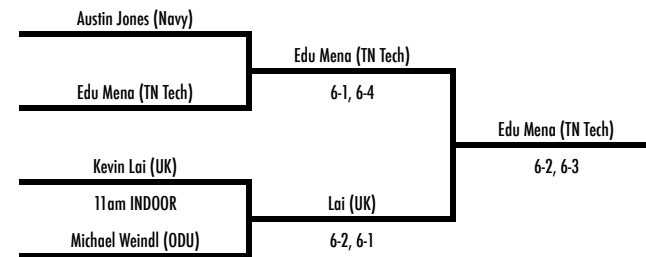 Austin Jones (Navy)
Edu Mena (TN Tech)
Edu Mena (TN Tech)
6-1, 6-4
Edu Mena (TN Tech)
6-2, 6-3
Kevin Lai (UK)
11am INDOOR
Lai (UK)
Michael Weindl (ODU)
6-2, 6-1